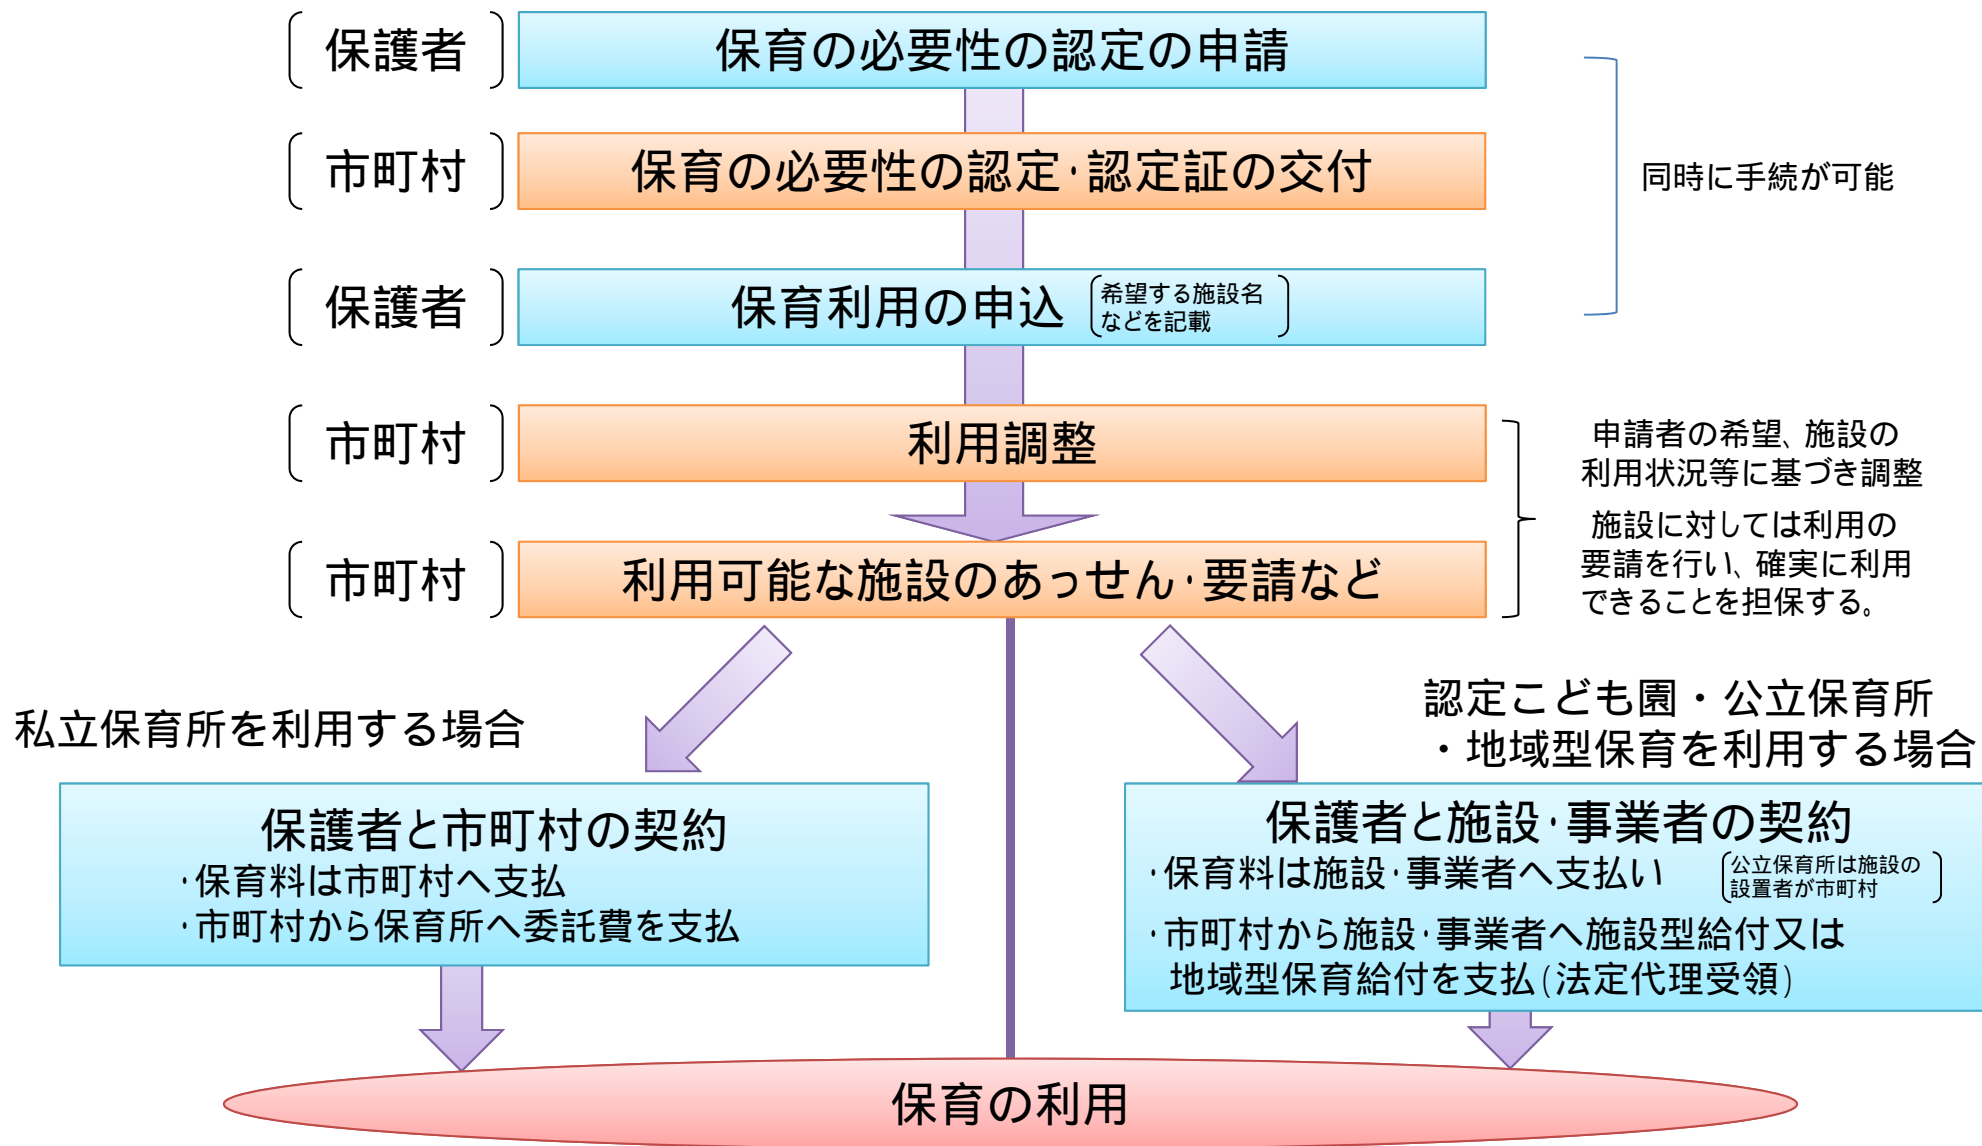 保護者
保育の必要性の認定の申請
市町村
保育の必要性の認定・認定証の交付
同時に手続が可能
保護者
保育利用の申込
希望する施設名
などを記載
市町村
利用調整
申請者の希望、施設の
利用状況等に基づき調整
市町村
利用可能な施設のあっせん・要請など
施設に対しては利用の
要請を行い、確実に利用
できることを担保する。
私立保育所を利用する場合
保護者と市町村の契約
・保育料は市町村へ支払
・市町村から保育所へ委託費を支払
認定こども園・公立保育所
・地域型保育を利用する場合
保護者と施設・事業者の契約
・保育料は施設・事業者へ支払い
公立保育所は施設の
設置者が市町村
・市町村から施設・事業者へ施設型給付又は
地域型保育給付を支払(法定代理受領)
保育の利用